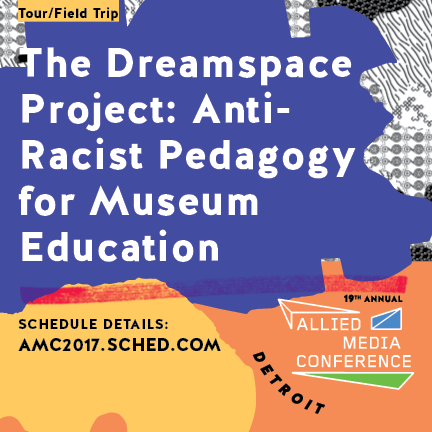 Tour/Field Trip
The Dreamspace
Project: Anti-
Racist Pedagogy
for Museum
Education
SCHEDULE DETAILS:
AMC2017.SCHED.COM
19TH ANNUAL
ALLIED
MEDIA
CONFERENCE
DETROIT